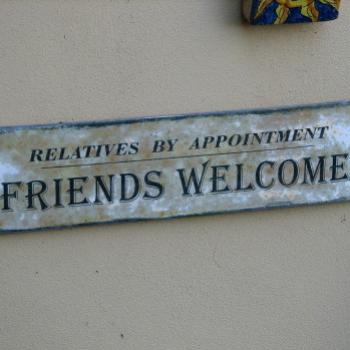 RELATIVES BY APPOINTMENT
FRIENDS WELCOME